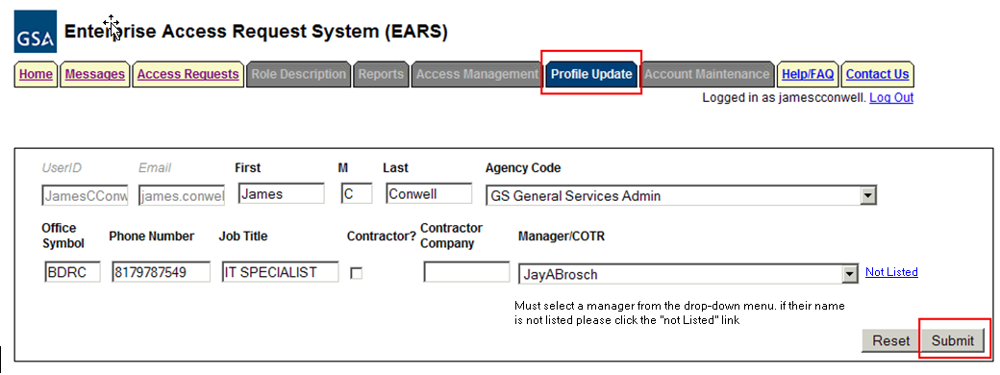 GSA Enterprise Access Request System (EARS)
Home Messages Access Requests Role Description Reports Access Management Profile Update Account Maintenance Help/FAQ Contact Us
Logged in as jamescconwell. Log Out
UserID Email First M Last Agency Code
JamesCConw james.conwel James C Conwell GS General Services Admin
Office Symbol Phone Number Job Title Contractor? Contractor Company Manager/COTR
BDRC 8179787549 IT SPECIALIST JayABrosch Not Listed
Must select a manager from the drop-down menu. if their name
is not listed please click the "not Listed" link
Reset Submit